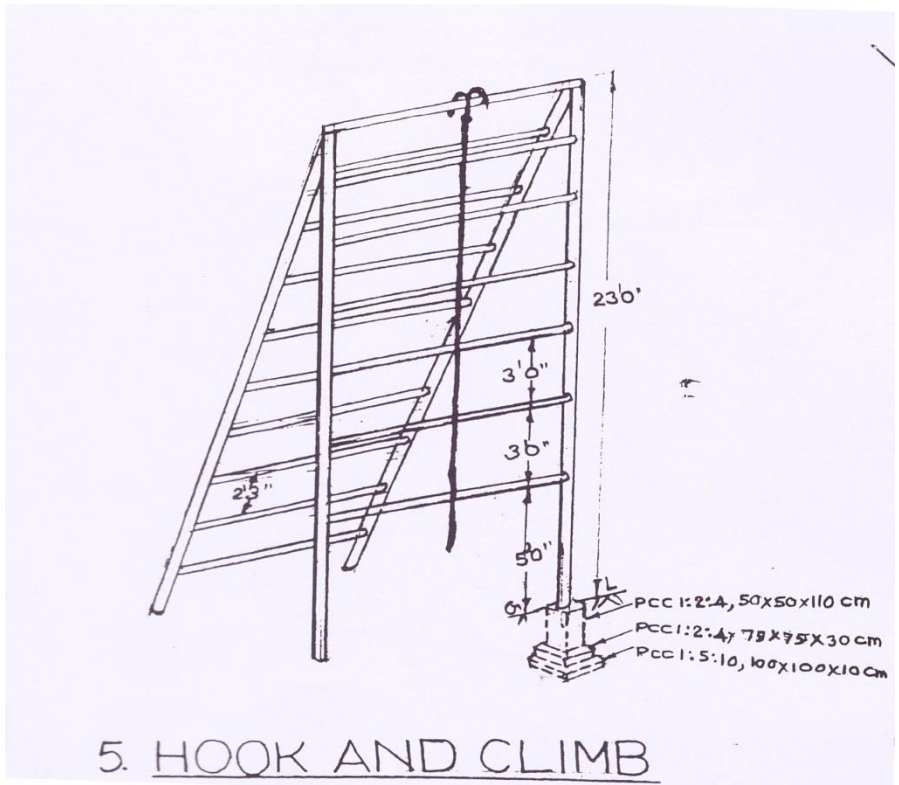 23'0"
3'0"
3'0"
2'3"
5'0"
G L
PCC 1:2:4, 50x50x110 cm
PCC 1:2:4, 75x75x30 cm
PCC 1:5:10, 100x100x10 cm
5. HOOK AND CLIMB